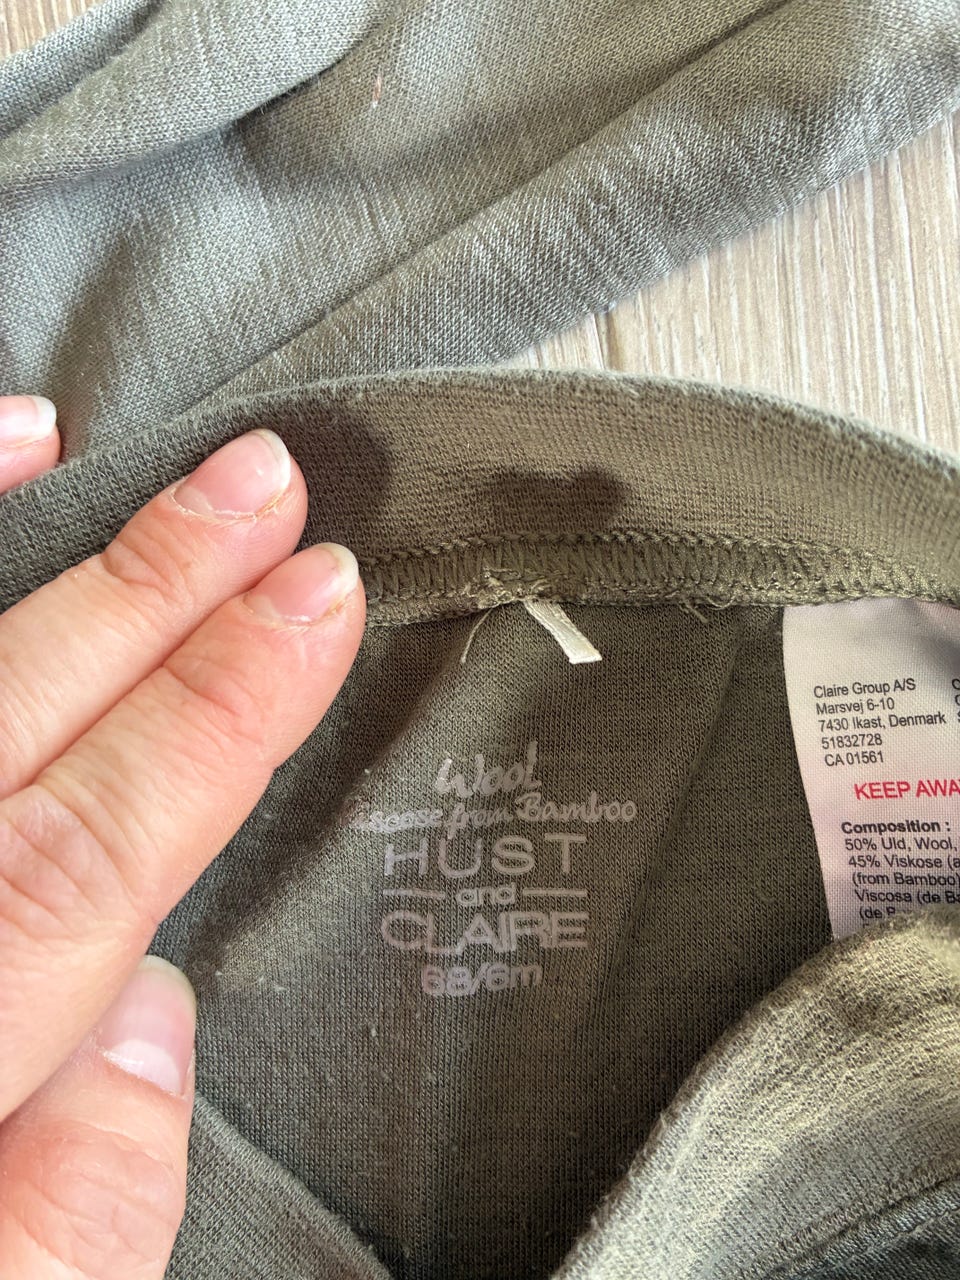 Wool
from Bamboo
HUST
and
CLAIRE
68/6m
Claire Group A/S
Marsvej 6-10
7430 Ikast, Denmark
51832728
CA 01561
KEEP AWA
Composition :
50% Uld, Wool,
45% Viskose (a
(from Bamboo)
Viscosa (de Ba
(de